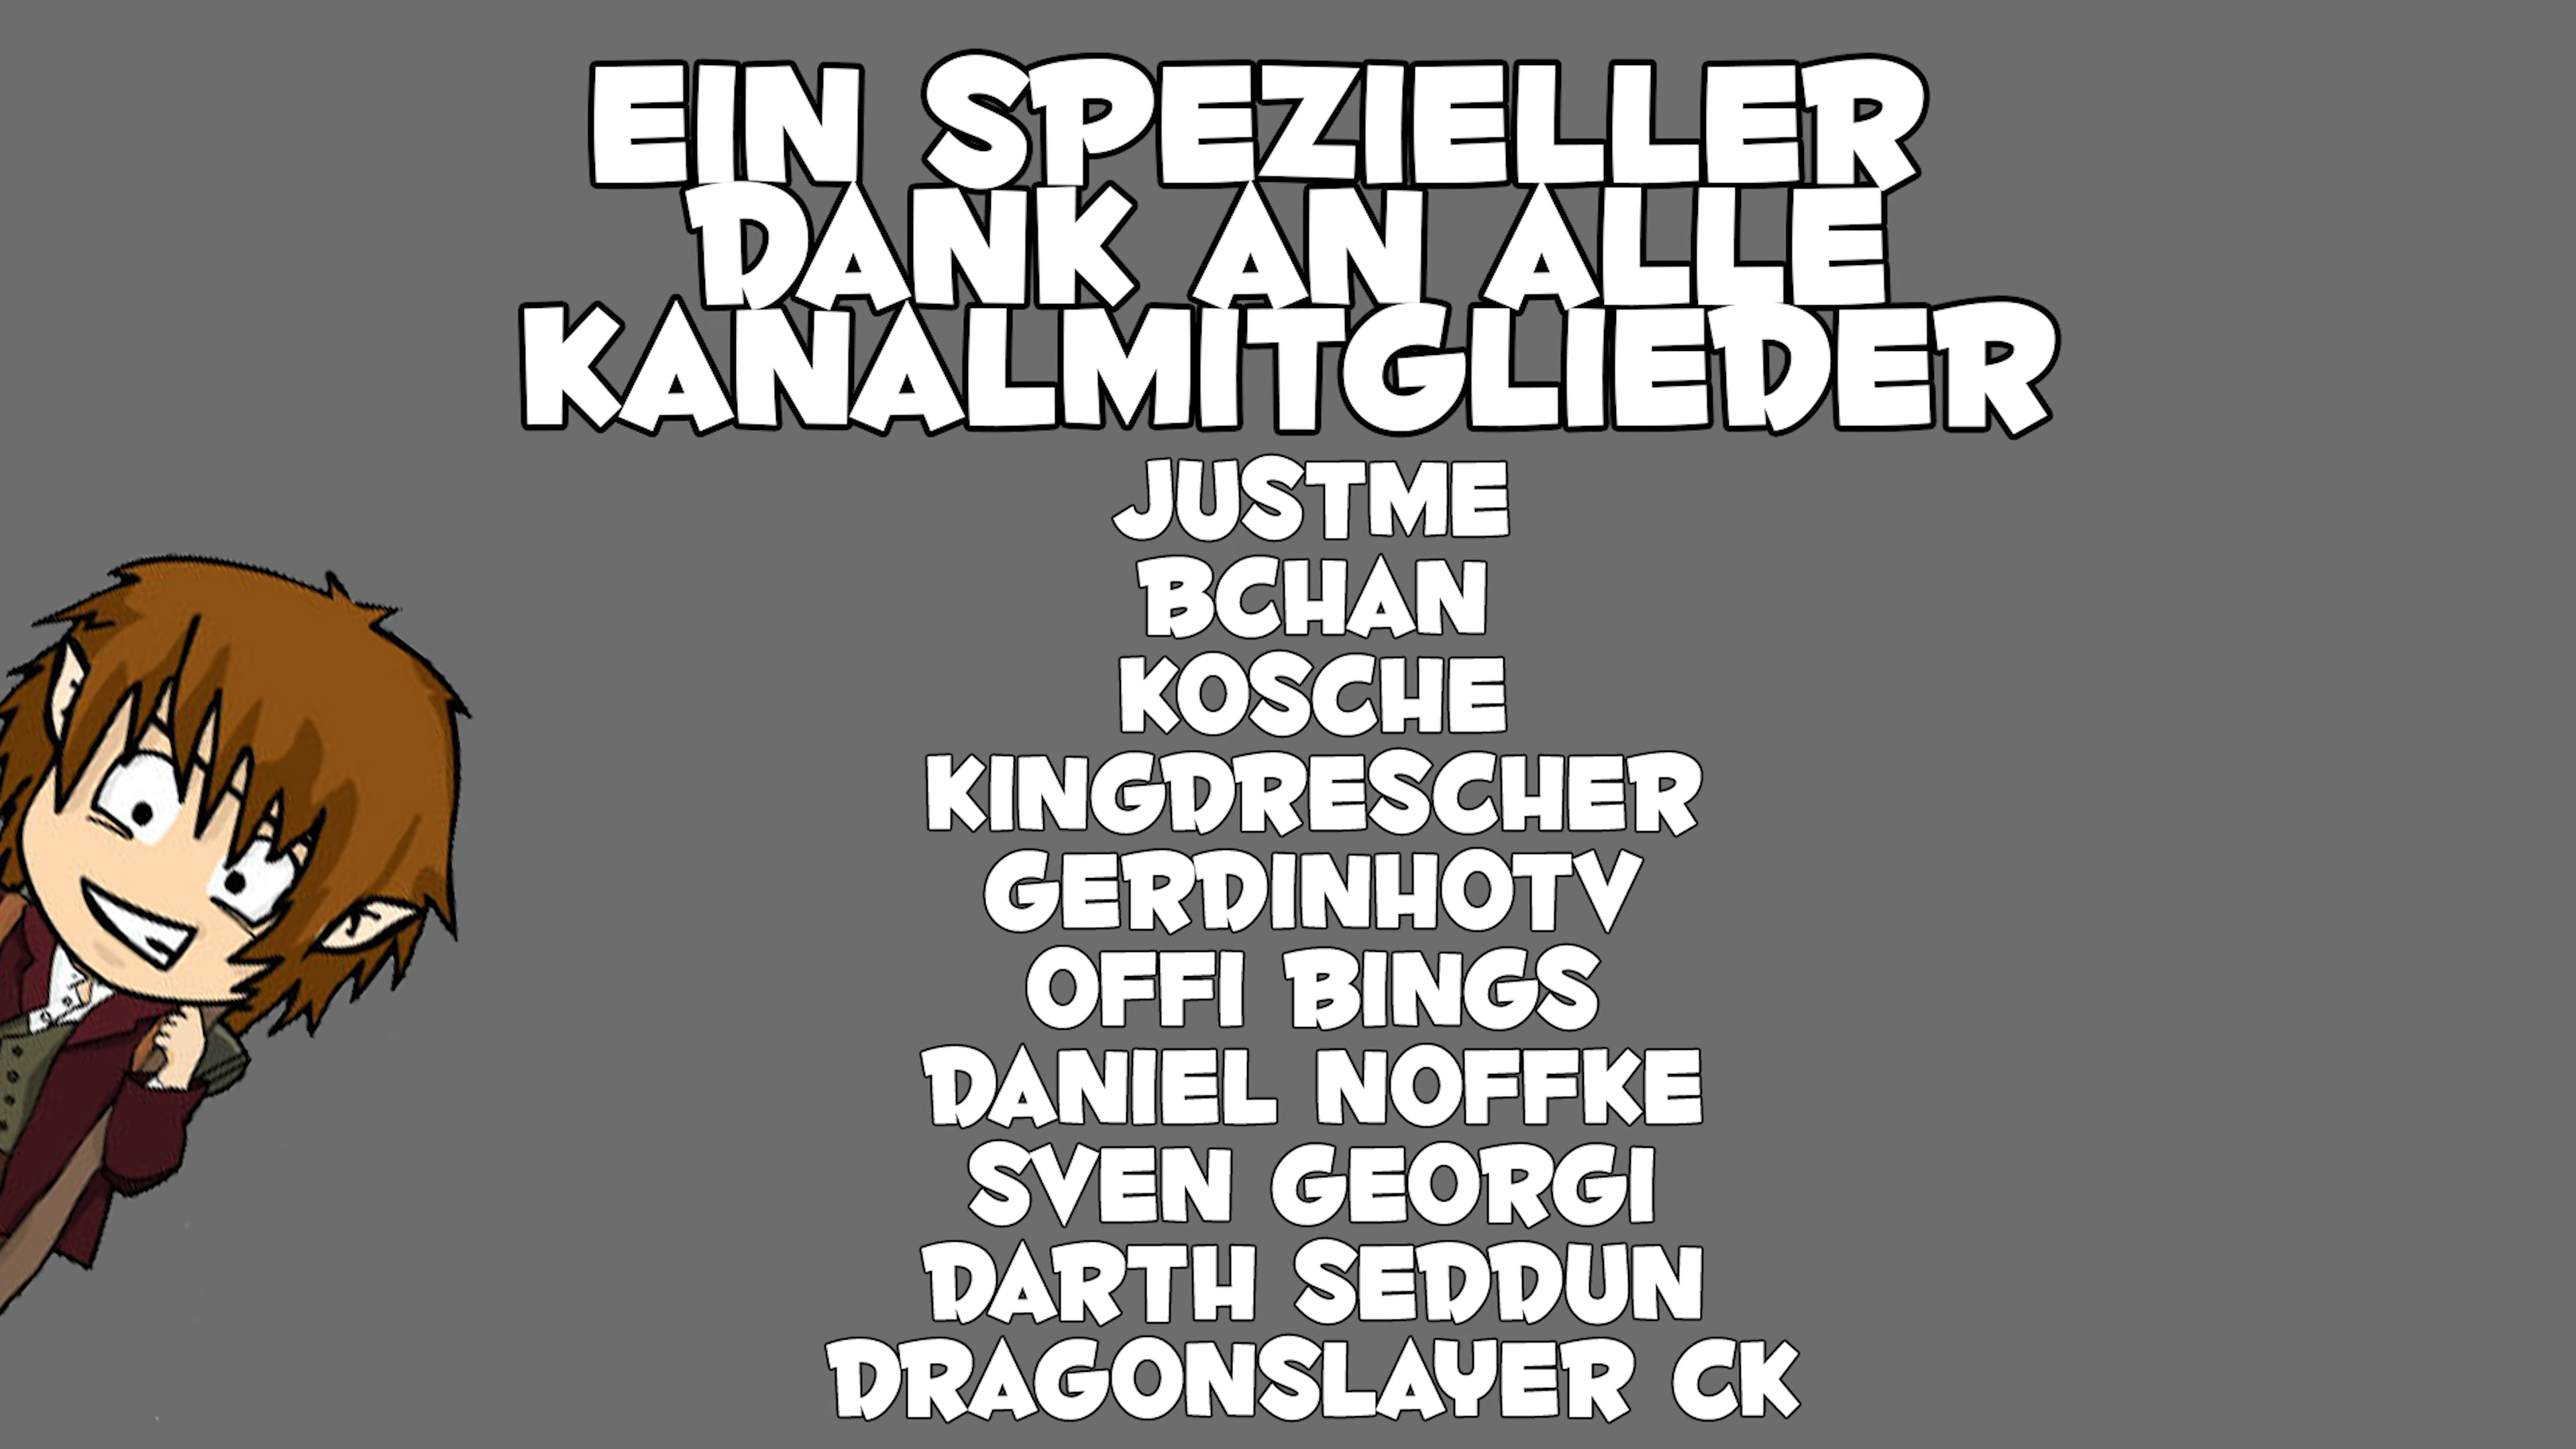 EIN SPEZIELLER
DANK AN ALLE
KANALMITGLIEDER
JUSTME
BCHAN
KOSCHE
KINGDRESCHER
GERDINHOTV
OFFI BINGS
DANIEL NOFFKE
SVEN GEORGI
DARTH SEDDUN
DRAGONSLAYER CK